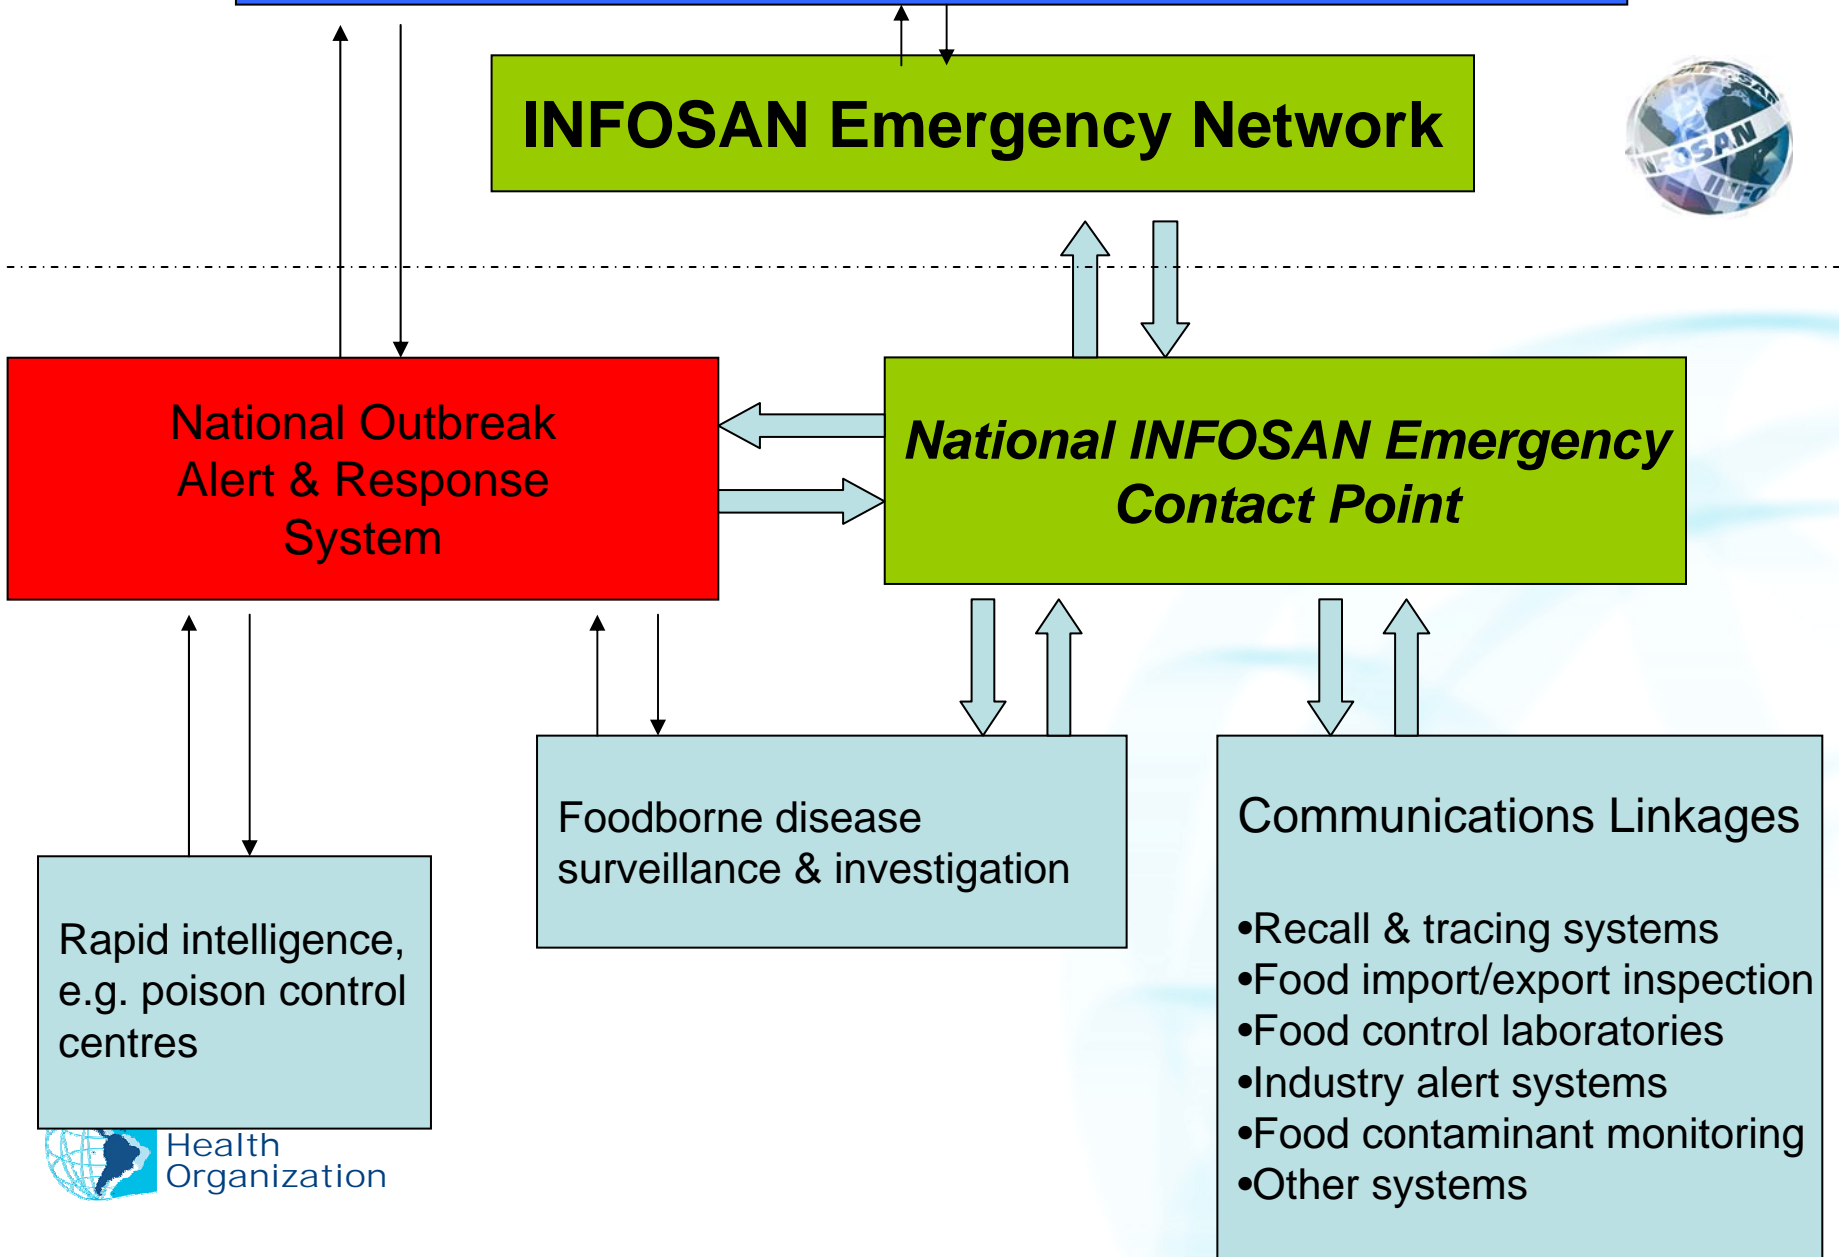 INFOSAN Emergency Network
INFOSAN
National Outbreak
Alert & Response
System
National INFOSAN Emergency
Contact Point
Foodborne disease
surveillance & investigation
Communications Linkages
•Recall & tracing systems
•Food import/export inspection
•Food control laboratories
•Industry alert systems
•Food contaminant monitoring
•Other systems
Rapid intelligence,
e.g. poison control
centres
Health
Organization